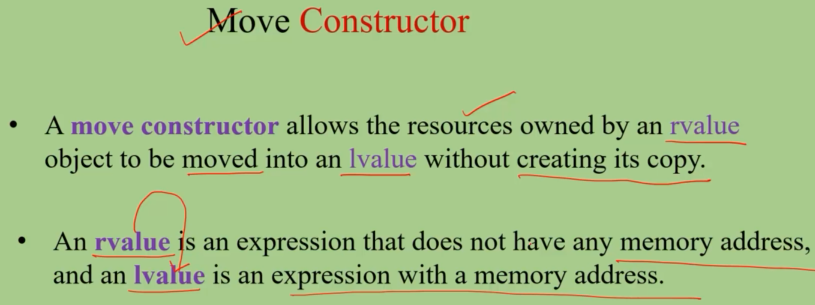 Move Constructor
• A move constructor allows the resources owned by an rvalue
object to be moved into an lvalue without creating its copy.
• An rvalue is an expression that does not have any memory address,
and an lvalue is an expression with a memory address.